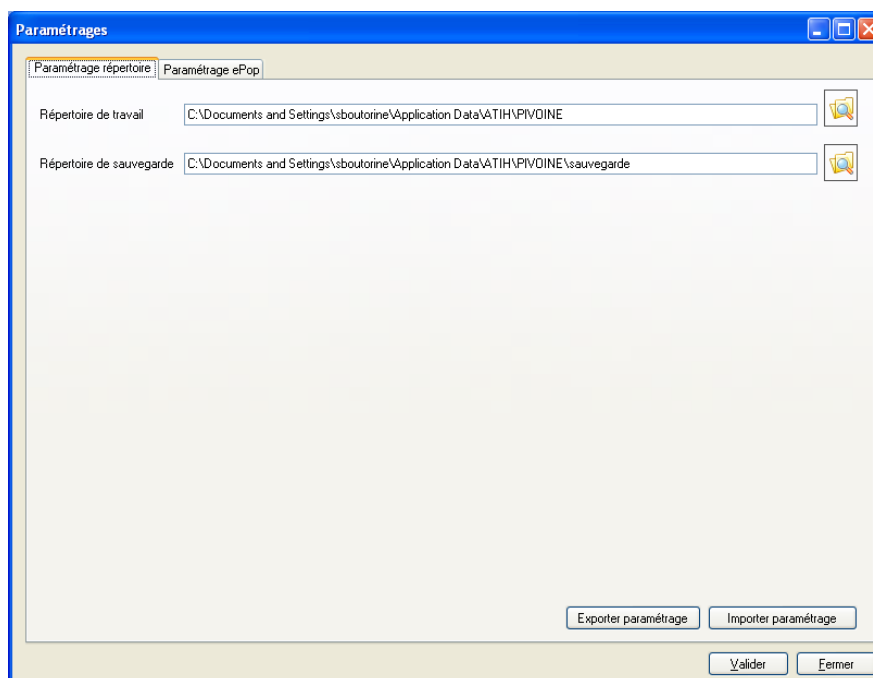 Paramétrages
Paramétrage répertoire Paramétrage ePop
Répertoire de travail C:\Documents and Settings\sboutorine\Application Data\ATIH\PIVOINE
Répertoire de sauvegarde C:\Documents and Settings\sboutorine\Application Data\ATIH\PIVOINE\sauvegarde
Exporter paramétrage Importer paramétrage
Valider Fermer